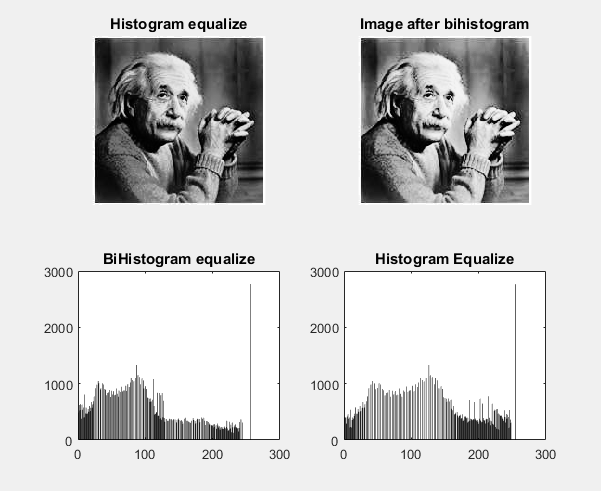 Histogram equalize
Image after bihistogram
BiHistogram equalize
3000
2000
1000
0
0 100 200 300
Histogram Equalize
3000
2000
1000
0
0 100 200 300